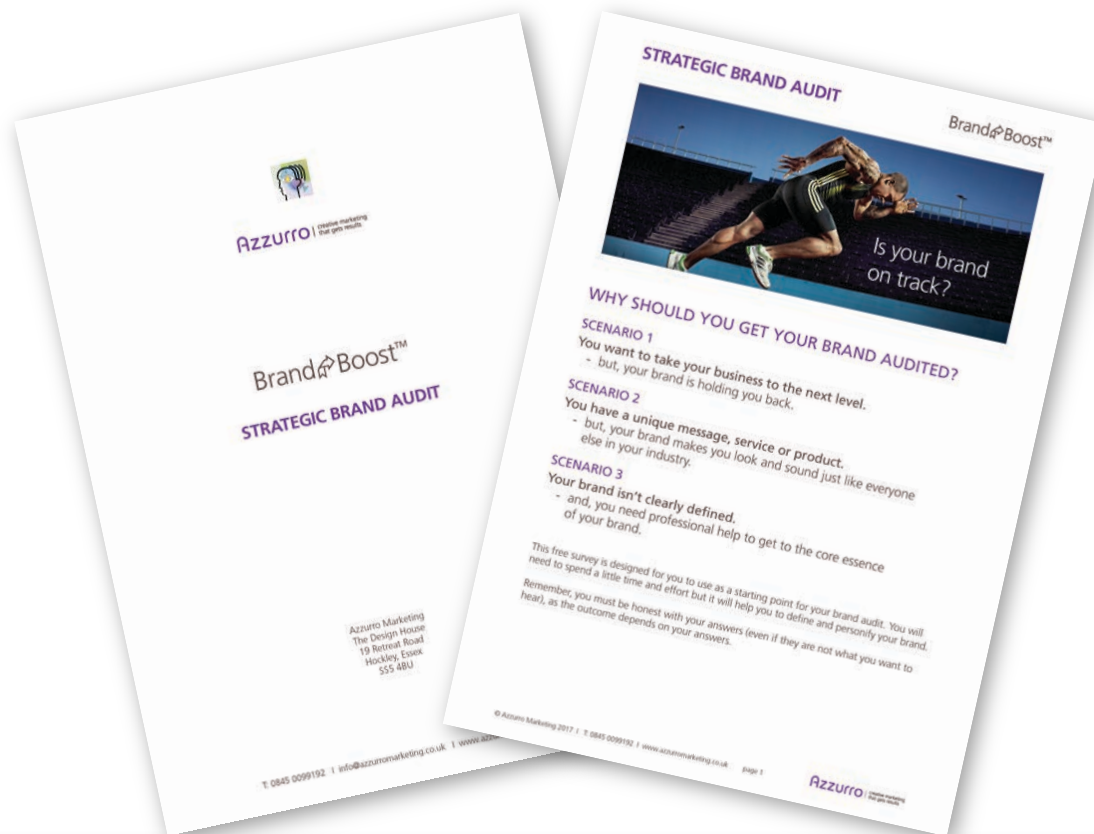 Azzurro
creative marketing
that gets results
Brand Boost™
STRATEGIC BRAND AUDIT
Azzurro Marketing
The Design House
19 Retreat Road
Hockley, Essex
SS5 4BU
T: 0845 0099192 I info@azzurromarketing.co.uk I
STRATEGIC BRAND AUDIT
Brand Boost™
Is your brand
on track?
WHY SHOULD YOU GET YOUR BRAND AUDITED?
SCENARIO 1
You want to take your business to the next level.
- but, your brand is holding you back.
SCENARIO 2
You have a unique message, service or product.
- but, your brand makes you look and sound just like everyone
else in your industry.
SCENARIO 3
Your brand isn't clearly defined.
- and, you need professional help to get to the core essence
of your brand.
This free survey is designed for you to use as a starting point for your brand audit. You will
need to spend a little time and effort but it will help you to define and personify your brand.
Remember, you must be honest with your answers (even if they are not what you want to
hear), as the outcome depends on your answers.
© Azzurro Marketing 2017 I T: 0845 0099192 I www.azzurromarketing.co.uk page 1
Azzurro
creative marketing
that gets results